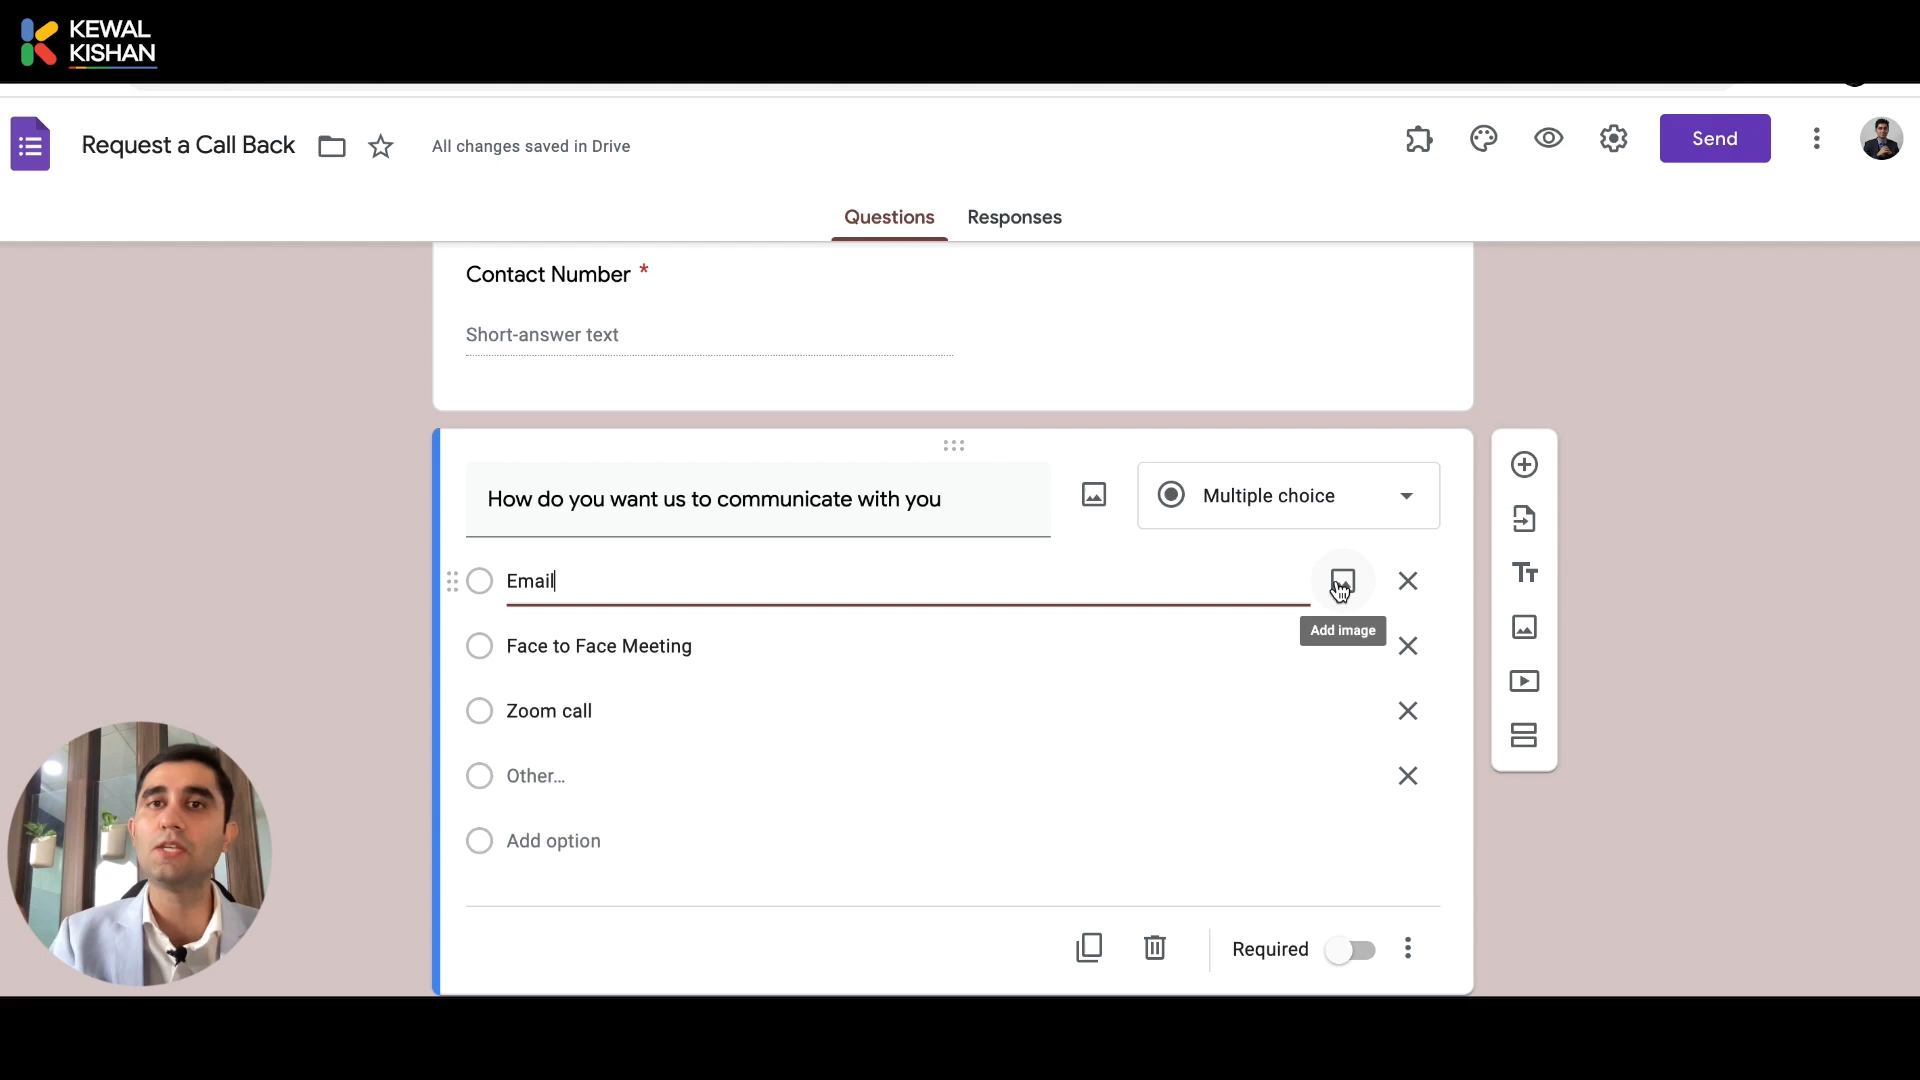 KEWAL
KISHAN
Request a Call Back
All changes saved in Drive
Send
Questions
Responses
Contact Number *
Short-answer text
How do you want us to communicate with you
Multiple choice
Email
Add image
Face to Face Meeting
Zoom call
Other...
Add option
Required
Tт